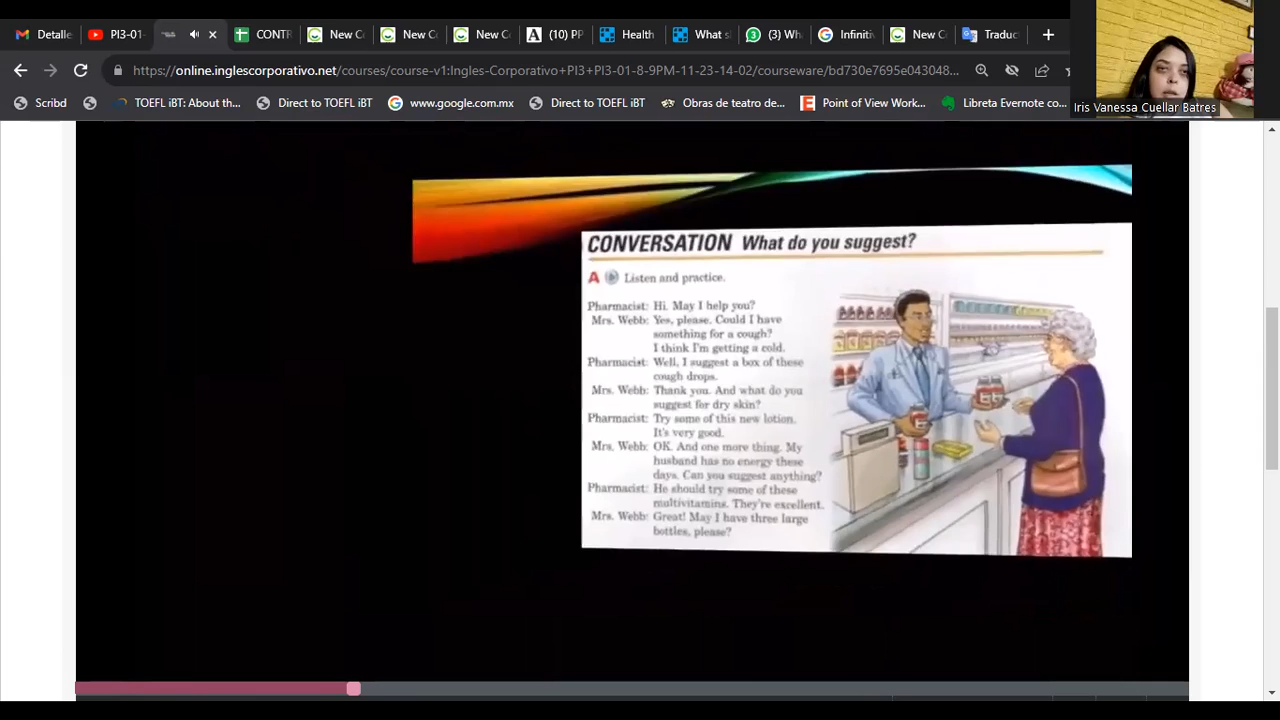 Detalle
PI3-01-
CONTR
New Co
New Co
New Co
(10) PP
Health
What s
(3) Wh
Infiniti
New C
Traduc
https://online.inglescorporativo.net/courses/course-v1:Ingles-Corporativo+PI3+PI3-01-8-9PM-11-23-14-02/courseware/bd730e7695e043048...
Scribd
TOEFL iBT: About th...
Direct to TOEFL iBT
www.google.com.mx
Direct to TOEFL iBT
Obras de teatro de...
Point of View Work...
Libreta Evernote co...
Iris Vanessa Cuellar Batres
CONVERSATION What do you suggest?
A Listen and practice.
Pharmacist: Hi. May I help you?
Mrs. Webb: Yes, please. Could I have
something for a cough?
I think I'm getting a cold.
Pharmacist: Well, I suggest a box of these
cough drops.
Mrs. Webb: Thank you. And what do you
suggest for dry skin?
Pharmacist: Try some of this new lotion.
It's very good.
Mrs. Webb: OK. And one more thing. My
husband has no energy these
days. Can you suggest anything?
Pharmacist: He should try some of these
multivitamins. They're excellent.
Mrs. Webb: Great! May I have three large
bottles, please?